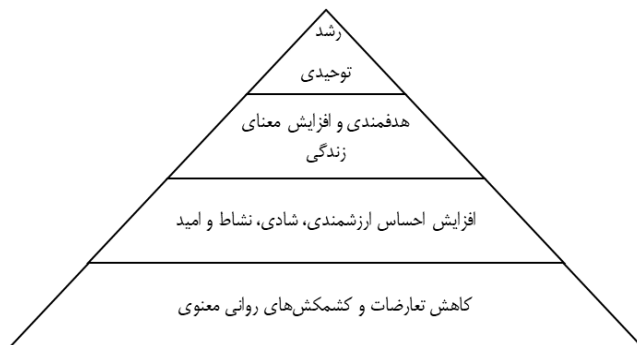 رشد
توحیدی
هدفمندی و افزایش معنای
زندگی
افزایش احساس ارزشمندی، شادی، نشاط و امید
کاهش تعارضات و کشمکش‌های روانی معنوی